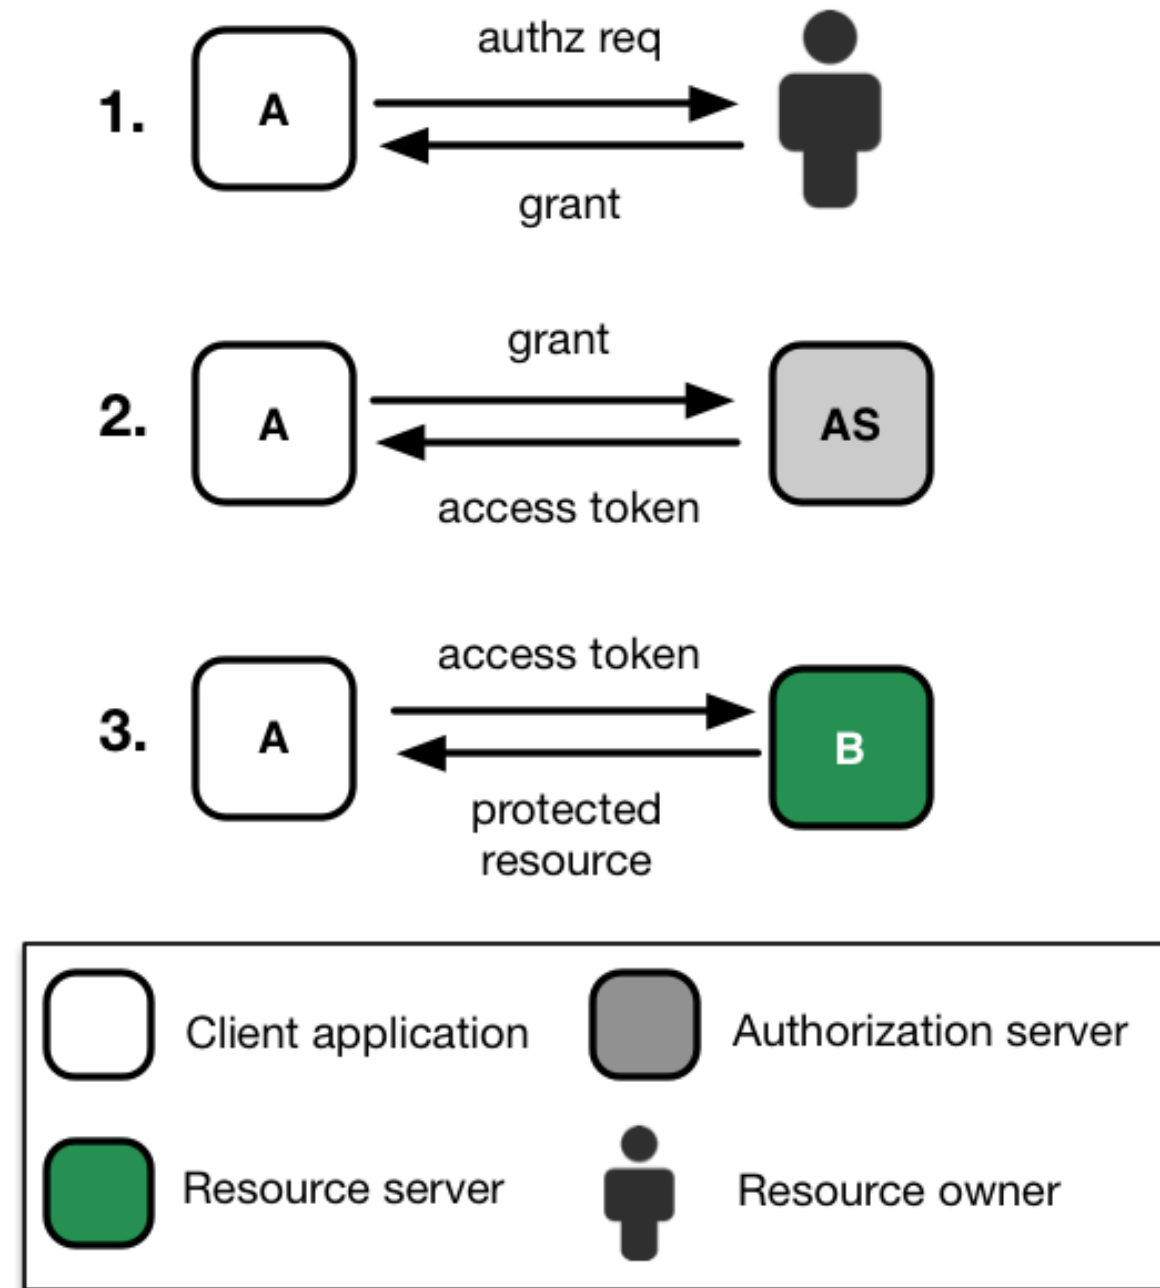 authz req
1.
A
grant
grant
2.
A
AS
access token
access token
3.
A
B
protected
resource
Client application
Authorization server
Resource server
Resource owner